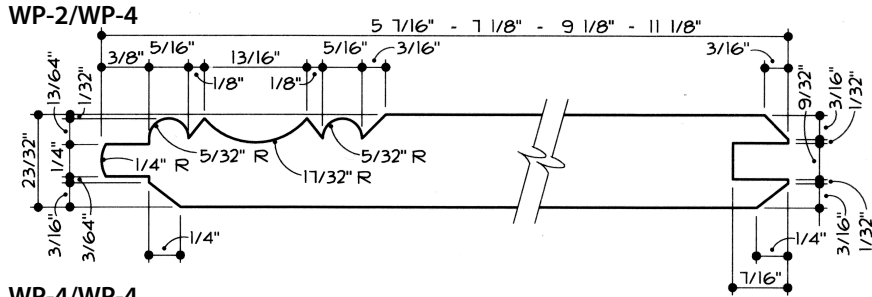 WP-2/WP-4
5 7/16" - 7 1/8" - 9 1/8" - 11 1/8"
5/16" 13/16" 5/16" 3/16" 3/16"
3/8" 1/8" 1/8"
13/64" 1/32" 9/32" 3/16" 1/32"
23/32" 1/4" 1/4" R 5/32" R 17/32" R 5/32" R
3/16" 3/64" 3/16" 1/32"
1/4" 1/4"
7/16"
WP-4/WP-4